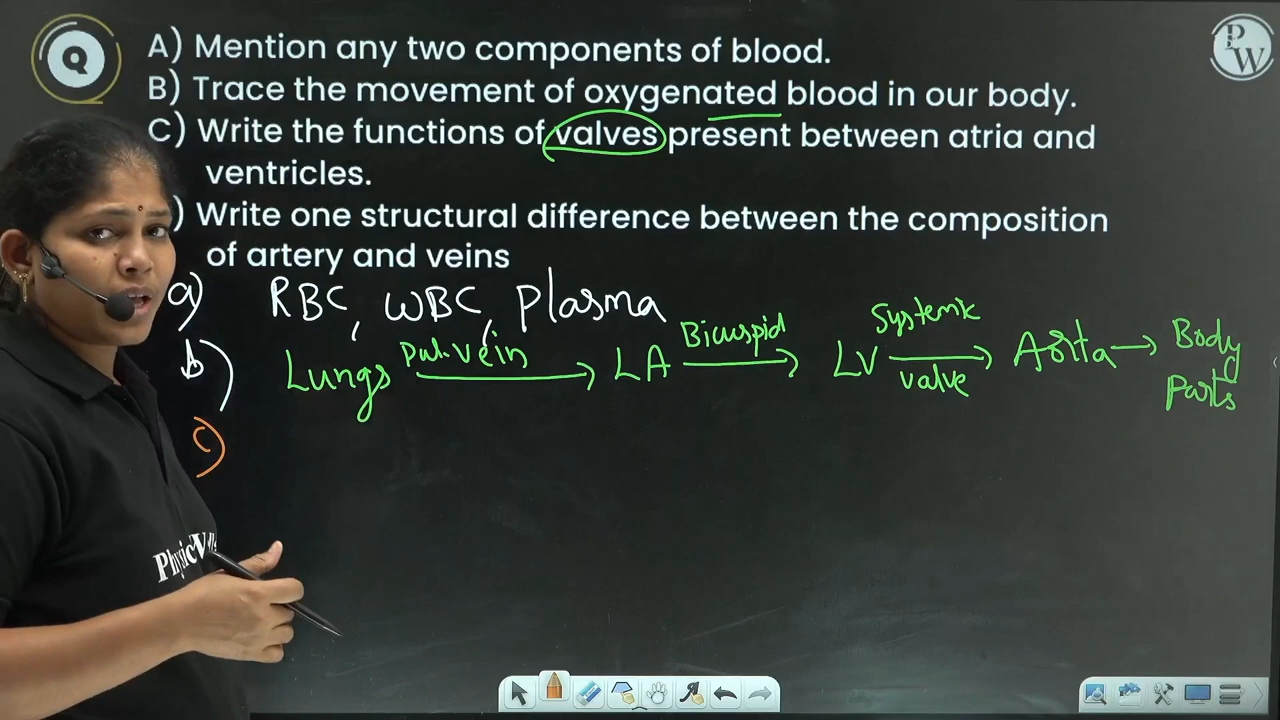 Q
PW
A) Mention any two components of blood.
B) Trace the movement of oxygenated blood in our body.
C) Write the functions of valves present between atria and
ventricles.
) Write one structural difference between the composition
of artery and veins
a) RBC, WBC, Plasma
b) Lungs pul.vein → LA Bicuspid → LV Systemic valve → Aorta → Body Parts
c)
PhysicsW